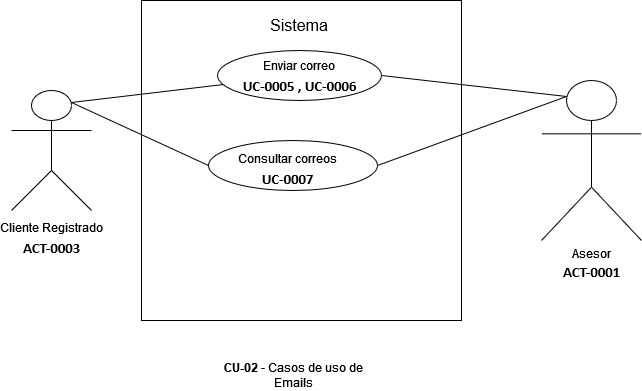 Sistema
Enviar correo
UC-0005 , UC-0006
Consultar correos
UC-0007
Cliente Registrado
ACT-0003
Asesor
ACT-0001
CU-02 - Casos de uso de
Emails